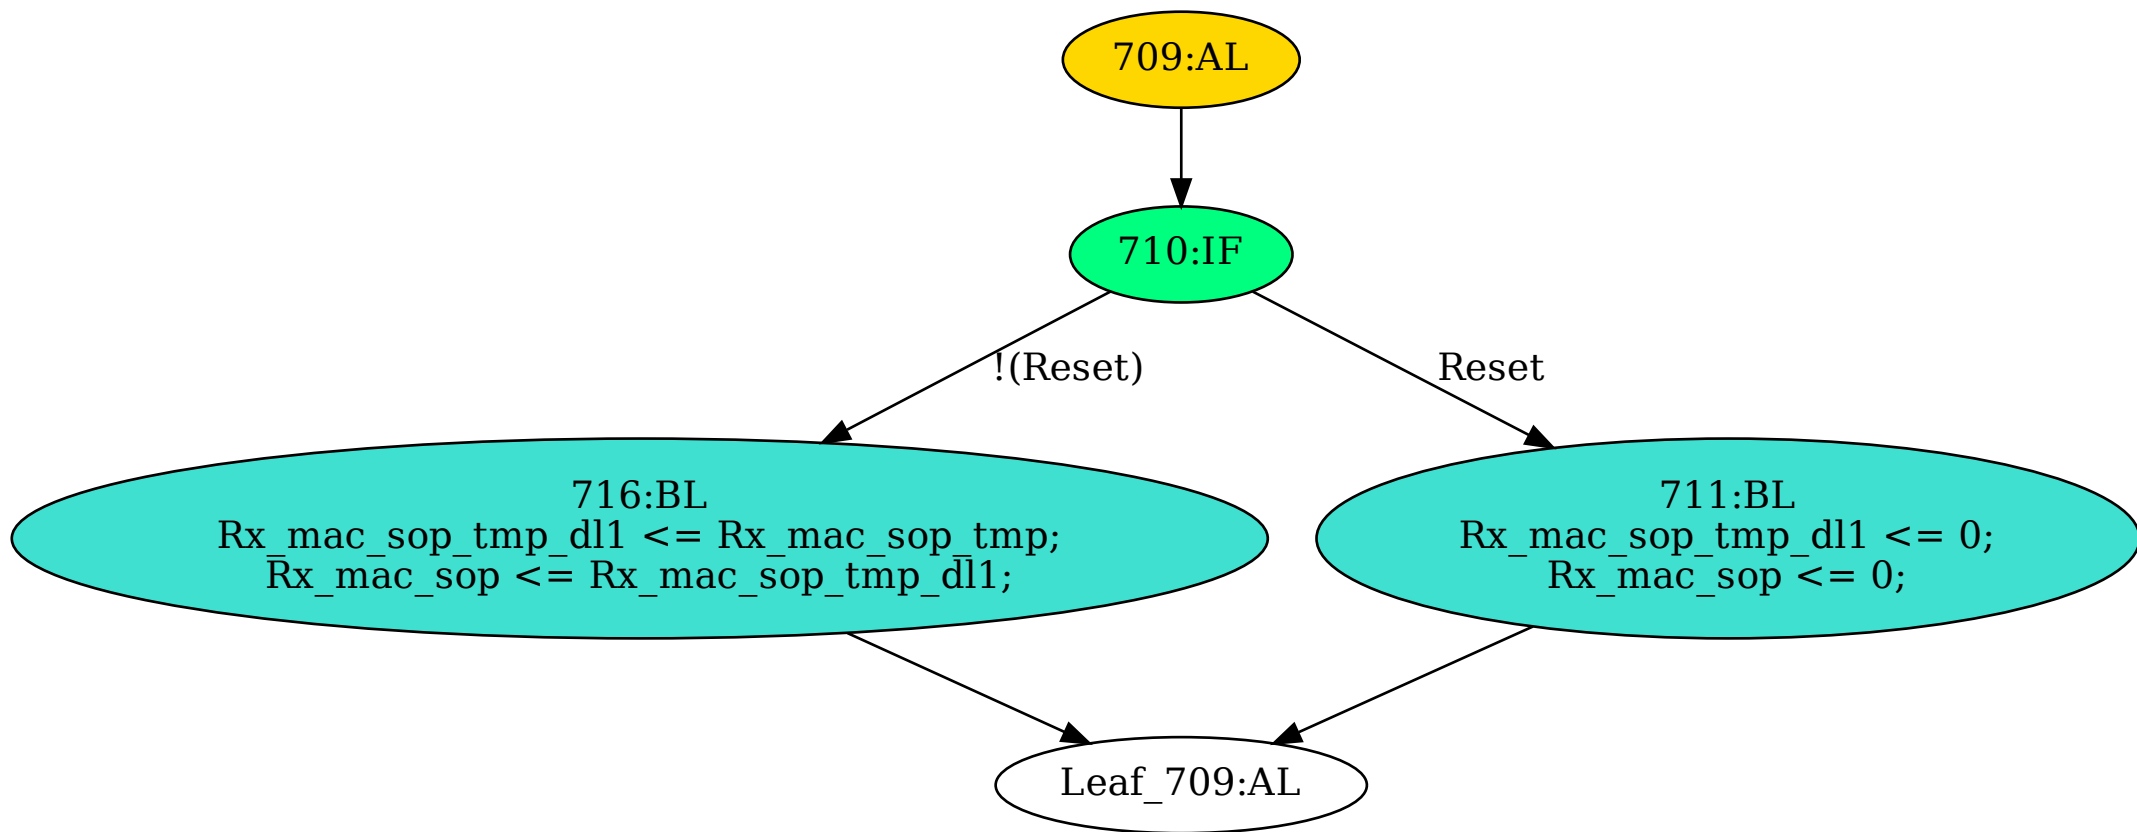 709:AL
710:IF
!(Reset)
Reset
716:BL
Rx_mac_sop_tmp_dl1 <= Rx_mac_sop_tmp;
Rx_mac_sop <= Rx_mac_sop_tmp_dl1;
711:BL
Rx_mac_sop_tmp_dl1 <= 0;
Rx_mac_sop <= 0;
Leaf_709:AL